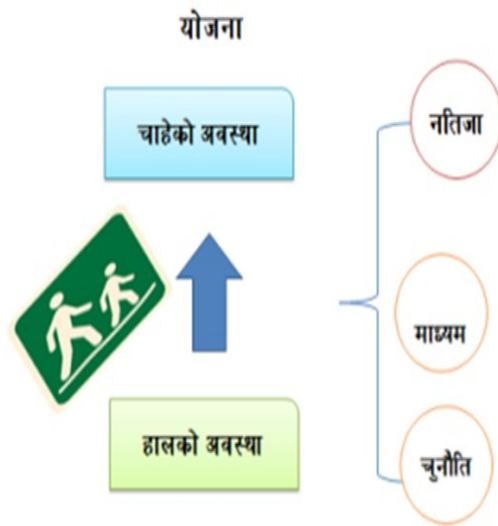 योजना
चाहेको अवस्था
हालको अवस्था
नतिजा
माध्यम
चुनौति